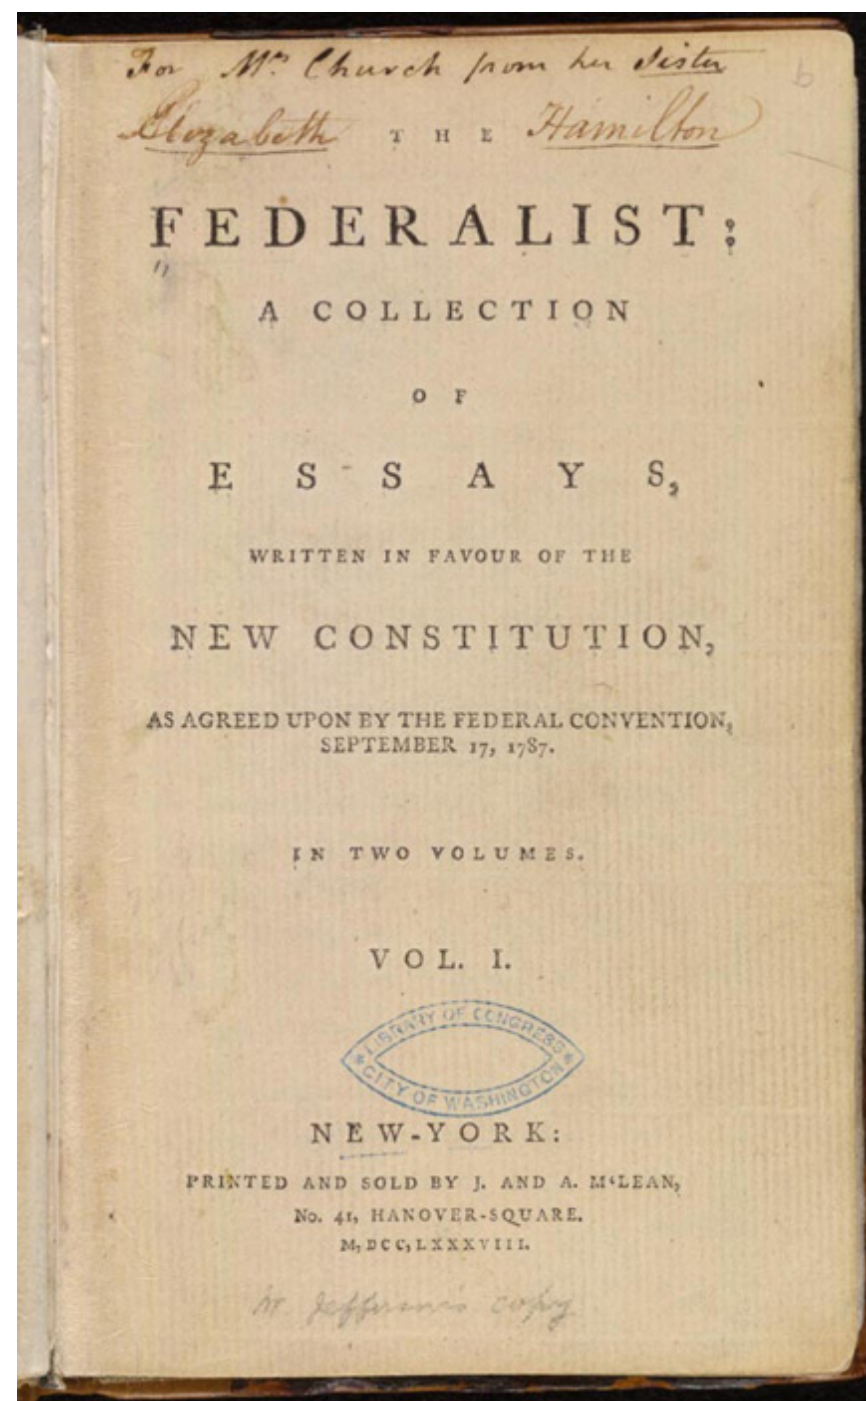 For Mrs Church from her Sister
Elizabeth Hamilton
THE
FEDERALIST:
A COLLECTION
OF
ESSAYS,
WRITTEN IN FAVOUR OF THE
NEW CONSTITUTION,
AS AGREED UPON BY THE FEDERAL CONVENTION,
SEPTEMBER 17, 1787.
IN TWO VOLUMES.
VOL. I.
LIBRARY OF CONGRESS
CITY OF WASHINGTON
NEW-YORK:
PRINTED AND SOLD BY J. AND A. M‘LEAN,
No. 41, HANOVER-SQUARE.
M,DCC,LXXXVIII.
Mr. Jefferson's copy